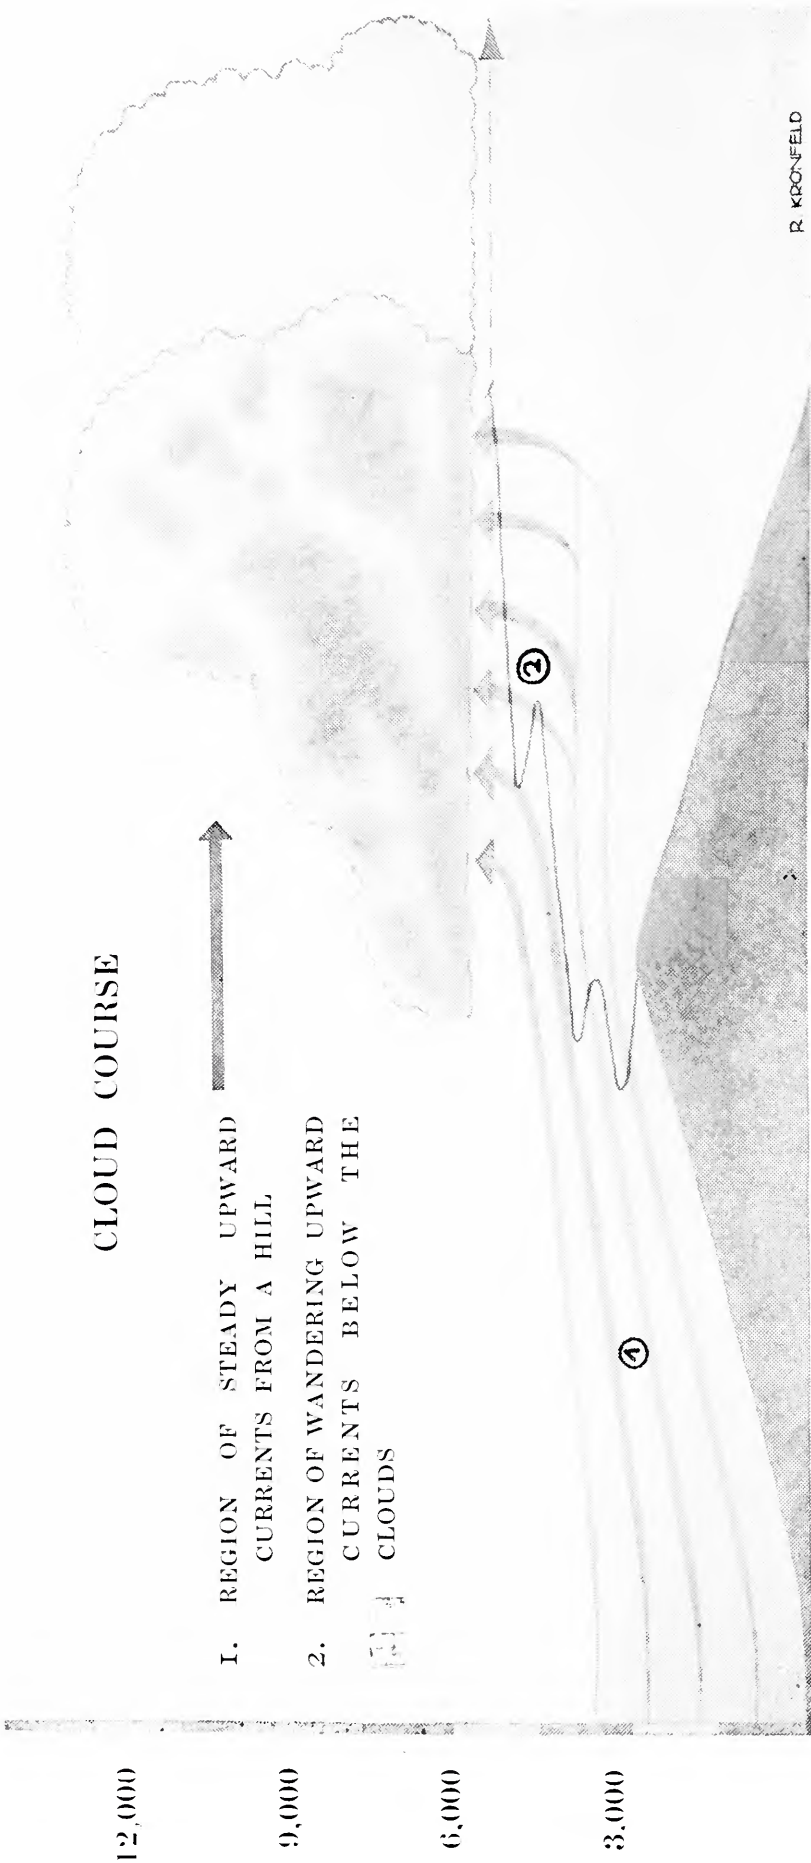 CLOUD COURSE
1. REGION OF STEADY UPWARD
CURRENTS FROM A HILL
2. REGION OF WANDERING UPWARD
CURRENTS BELOW THE
CLOUDS
12,000
9,000
6,000
3.000
1
2
R. KRONFELD